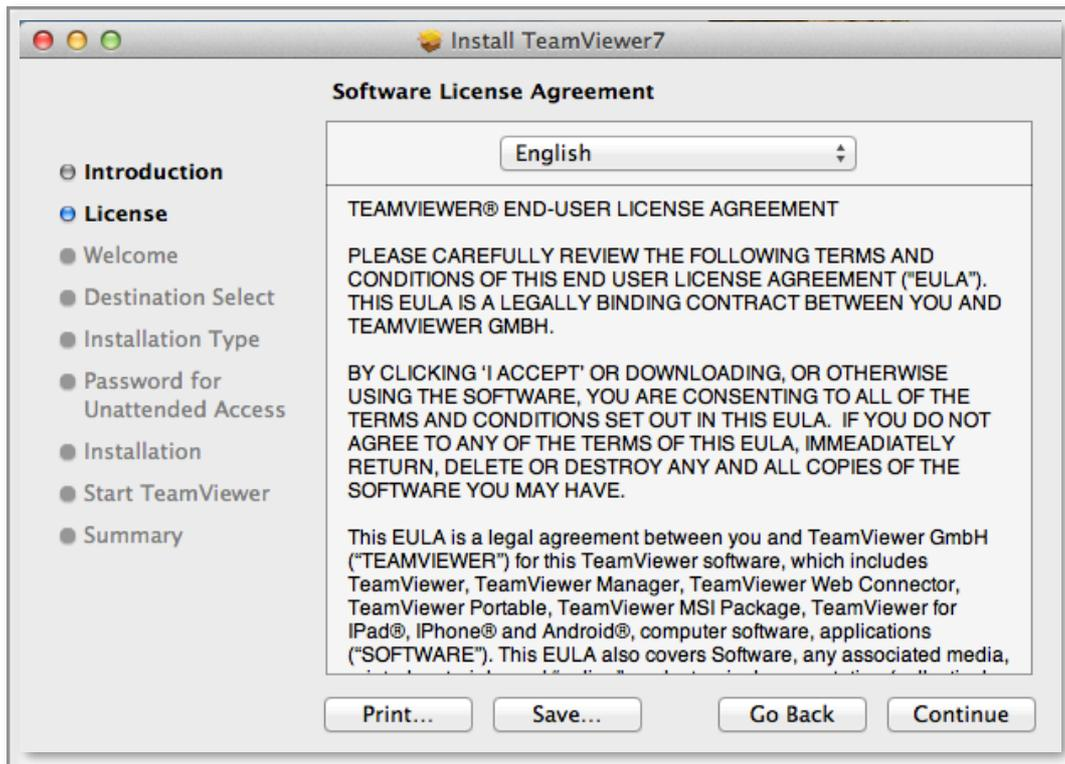 Install TeamViewer7
Software License Agreement
Introduction
License
Welcome
Destination Select
Installation Type
Password for
Unattended Access
Installation
Start TeamViewer
Summary
English
TEAMVIEWER® END-USER LICENSE AGREEMENT
PLEASE CAREFULLY REVIEW THE FOLLOWING TERMS AND
CONDITIONS OF THIS END USER LICENSE AGREEMENT ("EULA").
THIS EULA IS A LEGALLY BINDING CONTRACT BETWEEN YOU AND
TEAMVIEWER GMBH.
BY CLICKING ‘I ACCEPT’ OR DOWNLOADING, OR OTHERWISE
USING THE SOFTWARE, YOU ARE CONSENTING TO ALL OF THE
TERMS AND CONDITIONS SET OUT IN THIS EULA.  IF YOU DO NOT
AGREE TO ANY OF THE TERMS OF THIS EULA, IMMEADIATELY
RETURN, DELETE OR DESTROY ANY AND ALL COPIES OF THE
SOFTWARE YOU MAY HAVE.
This EULA is a legal agreement between you and TeamViewer GmbH
(“TEAMVIEWER”) for this TeamViewer software, which includes
TeamViewer, TeamViewer Manager, TeamViewer Web Connector,
TeamViewer Portable, TeamViewer MSI Package, TeamViewer for
IPad®, IPhone® and Android®, computer software, applications
(“SOFTWARE”). This EULA also covers Software, any associated media,
Print...
Save...
Go Back
Continue